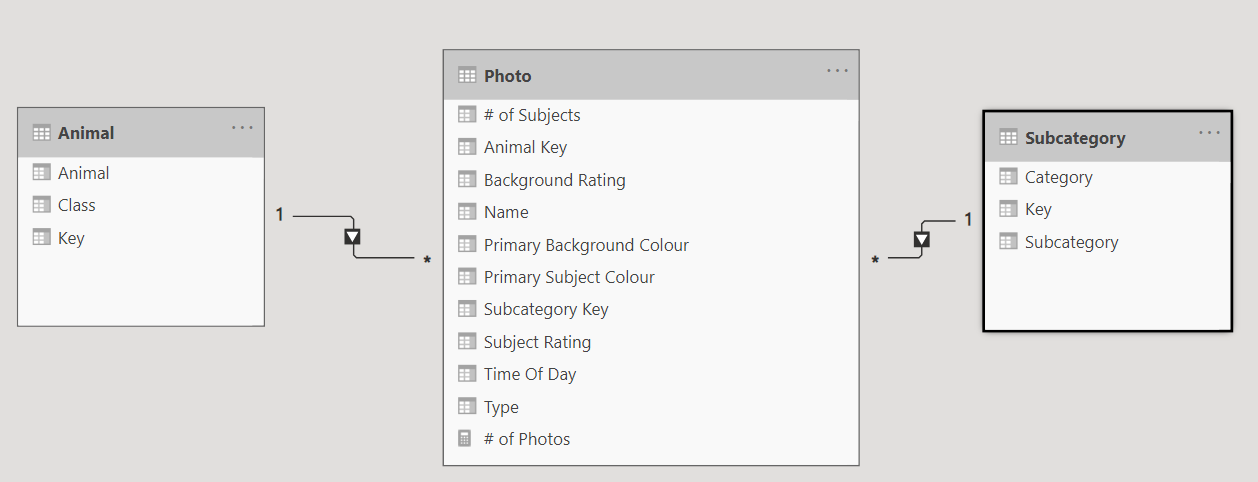 Animal
Animal
Class
Key
1
*
Photo
# of Subjects
Animal Key
Background Rating
Name
Primary Background Colour
Primary Subject Colour
Subcategory Key
Subject Rating
Time Of Day
Type
# of Photos
*
1
Subcategory
Category
Key
Subcategory